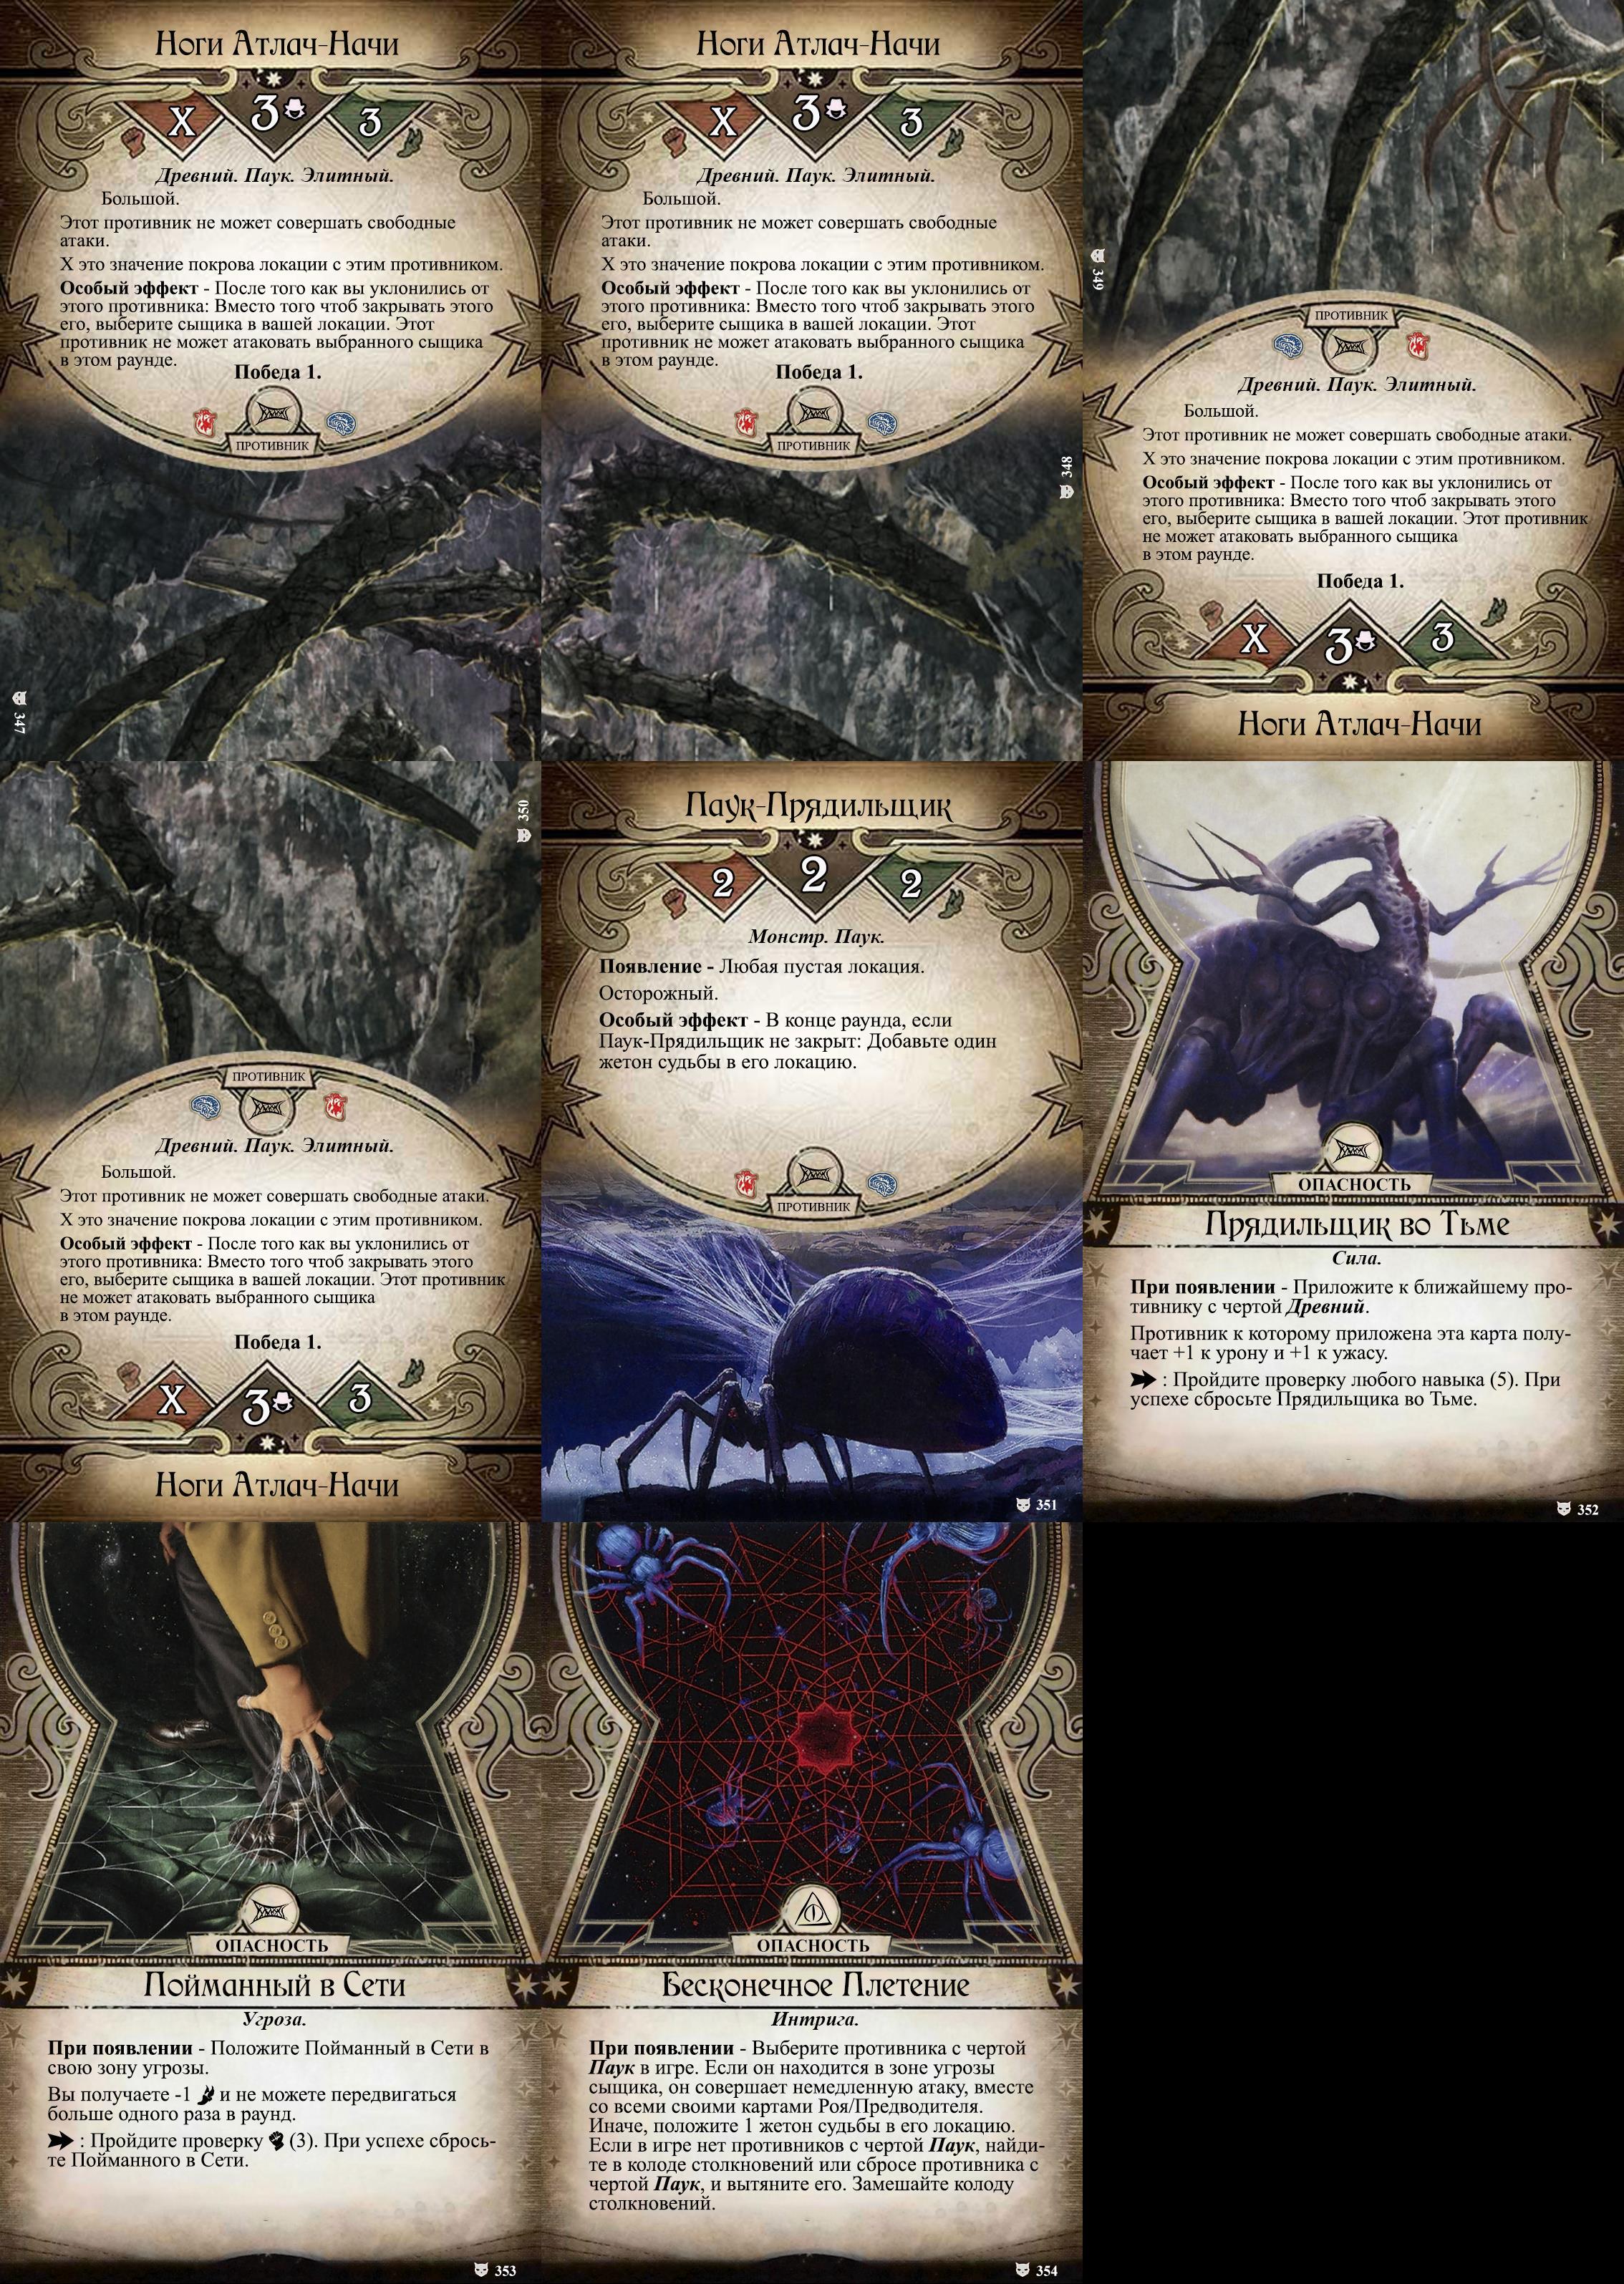 Ноги Атлач-Начи
X
3
3
Древний. Паук. Элитный.
Большой.
Этот противник не может совершать свободные
атаки.
X это значение покрова локации с этим противником.
Особый эффект - После того как вы уклонились от
этого противника: Вместо того чтоб закрывать этого
его, выберите сыщика в вашей локации. Этот
противник не может атаковать выбранного сыщика
в этом раунде.
Победа 1.
ПРОТИВНИК
347
Ноги Атлач-Начи
X
3
3
Древний. Паук. Элитный.
Большой.
Этот противник не может совершать свободные
атаки.
X это значение покрова локации с этим противником.
Особый эффект - После того как вы уклонились от
этого противника: Вместо того чтоб закрывать этого
его, выберите сыщика в вашей локации. Этот
противник не может атаковать выбранного сыщика
в этом раунде.
Победа 1.
ПРОТИВНИК
348
349
ПРОТИВНИК
Древний. Паук. Элитный.
Большой.
Этот противник не может совершать свободные атаки.
X это значение покрова локации с этим противником.
Особый эффект - После того как вы уклонились от
этого противника: Вместо того чтоб закрывать этого
его, выберите сыщика в вашей локации. Этот противник
не может атаковать выбранного сыщика
в этом раунде.
Победа 1.
X
3
3
Ноги Атлач-Начи
350
ПРОТИВНИК
Древний. Паук. Элитный.
Большой.
Этот противник не может совершать свободные атаки.
X это значение покрова локации с этим противником.
Особый эффект - После того как вы уклонились от
этого противника: Вместо того чтоб закрывать этого
его, выберите сыщика в вашей локации. Этот противник
не может атаковать выбранного сыщика
в этом раунде.
Победа 1.
X
3
3
Ноги Атлач-Начи
Паук-Прядильщик
2
2
2
Монстр. Паук.
Появление - Любая пустая локация.
Осторожный.
Особый эффект - В конце раунда, если
Паук-Прядильщик не закрыт: Добавьте один
жетон судьбы в его локацию.
ПРОТИВНИК
351
ОПАСНОСТЬ
Прядильщик во Тьме
Сила.
При появлении - Приложите к ближайшему про-
тивнику с чертой Древний.
Противник к которому приложена эта карта полу-
чает +1 к урону и +1 к ужасу.
: Пройдите проверку любого навыка (5). При
успехе сбросьте Прядильщика во Тьме.
352
ОПАСНОСТЬ
Пойманный в Сети
Угроза.
При появлении - Положите Пойманный в Сети в
свою зону угрозы.
Вы получаете -1 и не можете передвигаться
больше одного раза в раунд.
: Пройдите проверку (3). При успехе сбрось-
те Пойманного в Сети.
353
ОПАСНОСТЬ
Бесконечное Плетение
Интрига.
При появлении - Выберите противника с чертой
Паук в игре. Если он находится в зоне угрозы
сыщика, он совершает немедленную атаку, вместе
со всеми своими картами Роя/Предводителя.
Иначе, положите 1 жетон судьбы в его локацию.
Если в игре нет противников с чертой Паук, найди-
те в колоде столкновений или сбросе противника с
чертой Паук, и вытяните его. Замешайте колоду
столкновений.
354